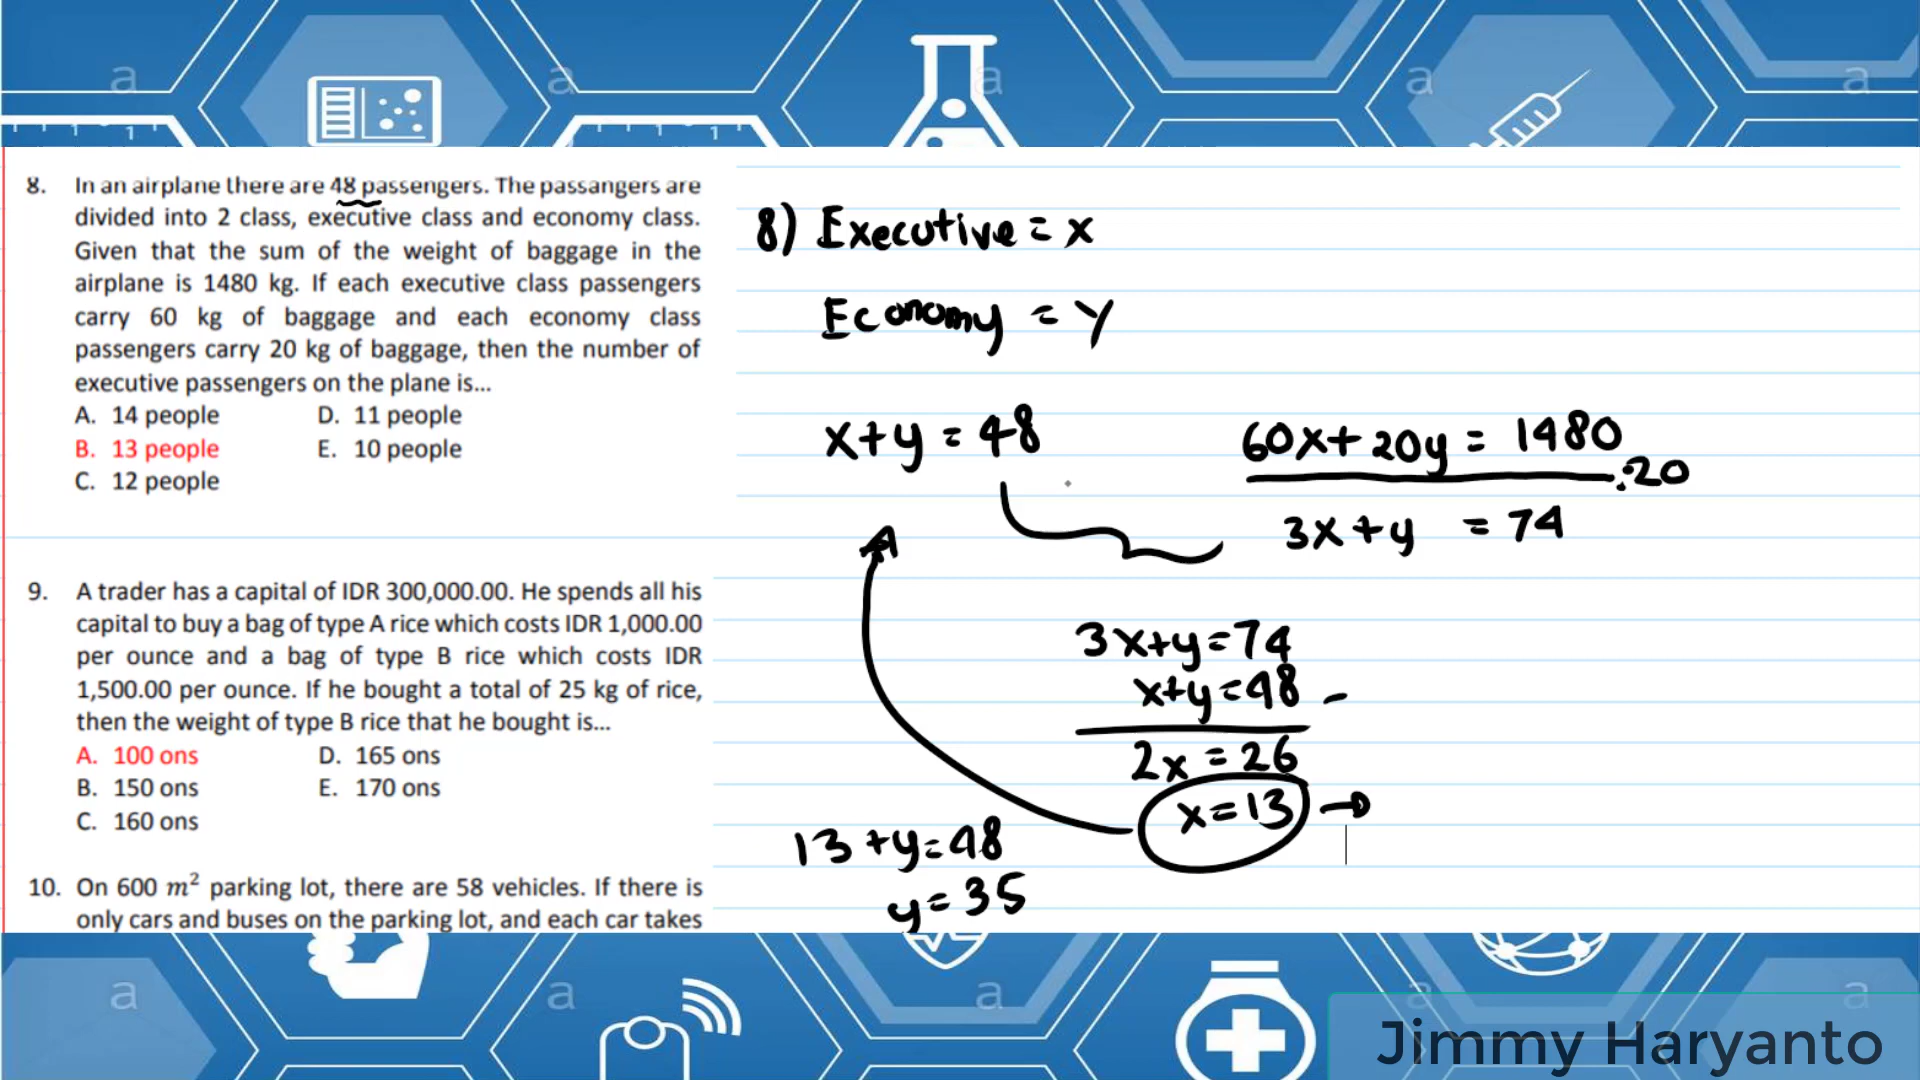 a a a a a
1 1 0 1 1 1 1 1
8. In an airplane there are 48 passengers. The passangers are
divided into 2 class, executive class and economy class.
Given that the sum of the weight of baggage in the
airplane is 1480 kg. If each executive class passengers
carry 60 kg of baggage and each economy class
passengers carry 20 kg of baggage, then the number of
executive passengers on the plane is...
A. 14 people D. 11 people
B. 13 people E. 10 people
C. 12 people
9. A trader has a capital of IDR 300,000.00. He spends all his
capital to buy a bag of type A rice which costs IDR 1,000.00
per ounce and a bag of type B rice which costs IDR
1,500.00 per ounce. If he bought a total of 25 kg of rice,
then the weight of type B rice that he bought is...
A. 100 ons D. 165 ons
B. 150 ons E. 170 ons
C. 160 ons
10. On 600 m² parking lot, there are 58 vehicles. If there is
only cars and buses on the parking lot, and each car takes
8) Executive = x
Economy = y
x+y = 48
60x+20y = 1480
:20
3x+y = 74
3x+y=74
x+y=48 -
2x = 26
x=13 →
13+y=48
y=35
a a a a a
Jimmy Haryanto